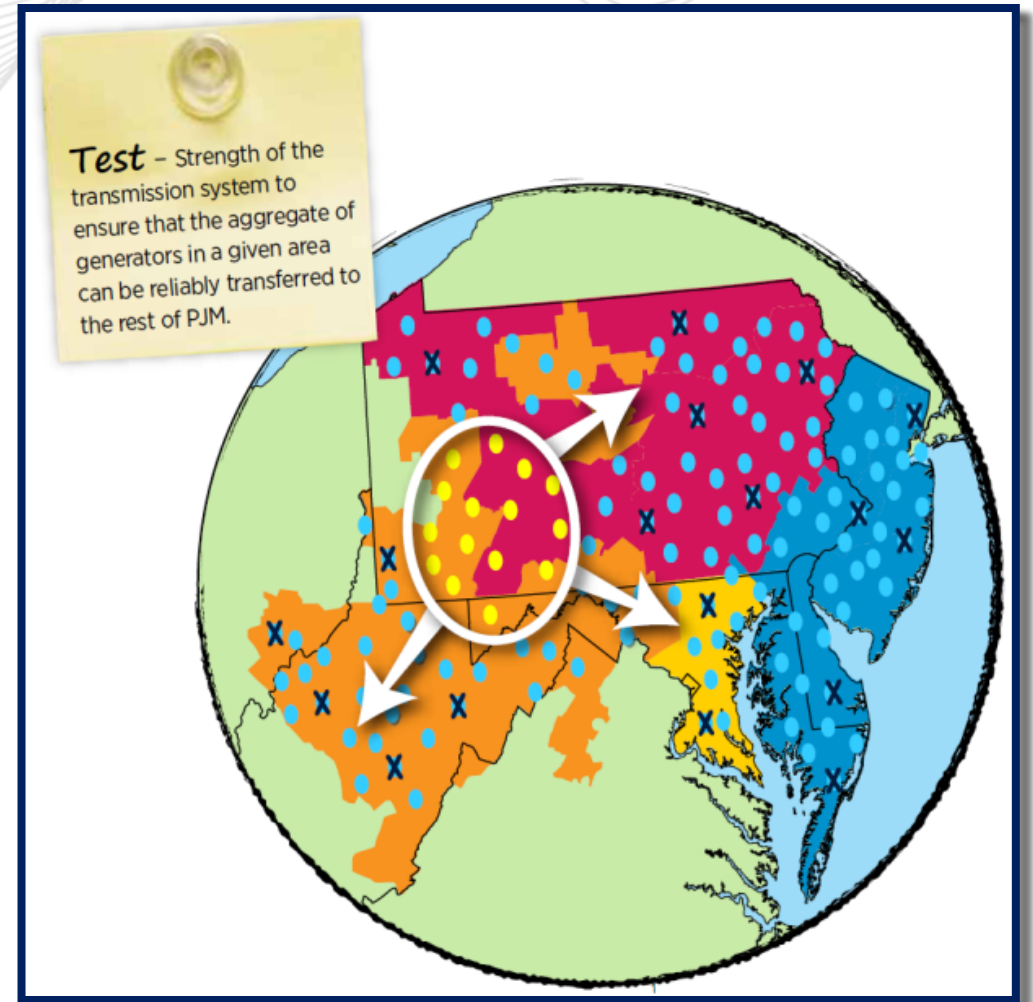 Test – Strength of the
transmission system to
ensure that the aggregate of
generators in a given area
can be reliably transferred to
the rest of PJM.
X X
X X
X
X
X X
X X
X
X
X
X
X X
X
X X